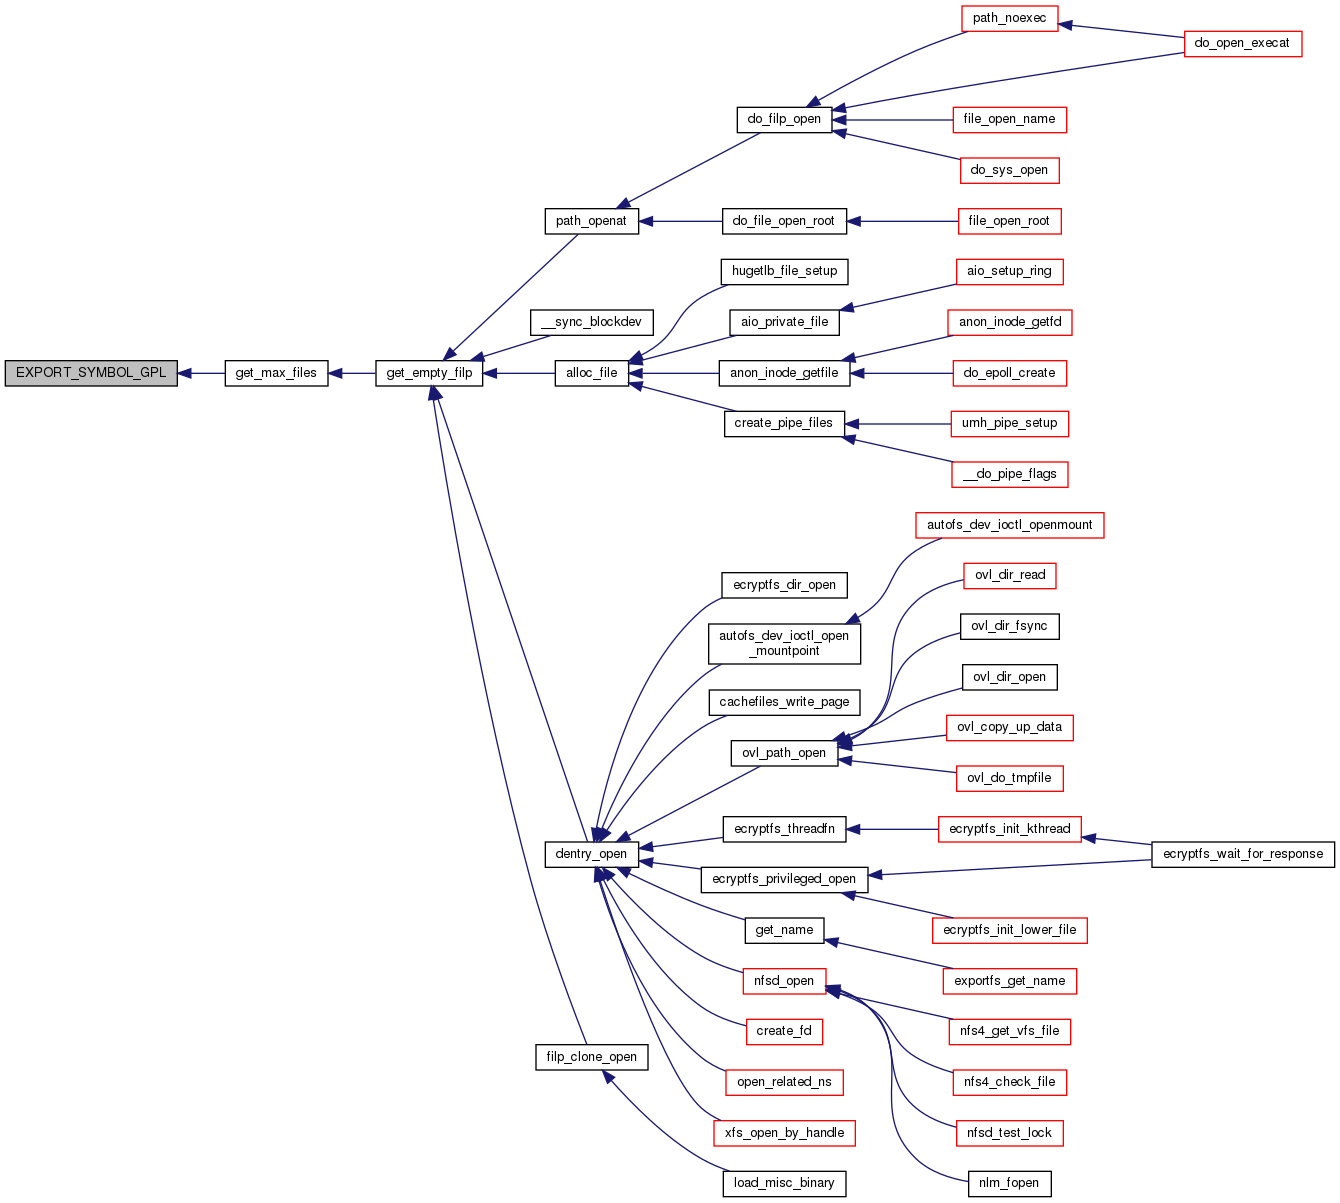 path_noexec
do_open_execat
do_filp_open
file_open_name
do_sys_open
path_openat
do_file_open_root
file_open_root
hugetlb_file_setup
aio_setup_ring
__sync_blockdev
aio_private_file
anon_inode_getfd
EXPORT_SYMBOL_GPL
get_max_files
get_empty_filp
alloc_file
anon_inode_getfile
do_epoll_create
create_pipe_files
umh_pipe_setup
__do_pipe_flags
autofs_dev_ioctl_openmount
ecryptfs_dir_open
ovl_dir_read
autofs_dev_ioctl_open
_mountpoint
ovl_dir_fsync
ovl_dir_open
cachefiles_write_page
ovl_copy_up_data
ovl_path_open
ovl_do_tmpfile
ecryptfs_threadfn
ecryptfs_init_kthread
dentry_open
ecryptfs_wait_for_response
ecryptfs_privileged_open
get_name
ecryptfs_init_lower_file
nfsd_open
exportfs_get_name
create_fd
nfs4_get_vfs_file
filp_clone_open
open_related_ns
nfs4_check_file
xfs_open_by_handle
nfsd_test_lock
load_misc_binary
nlm_fopen